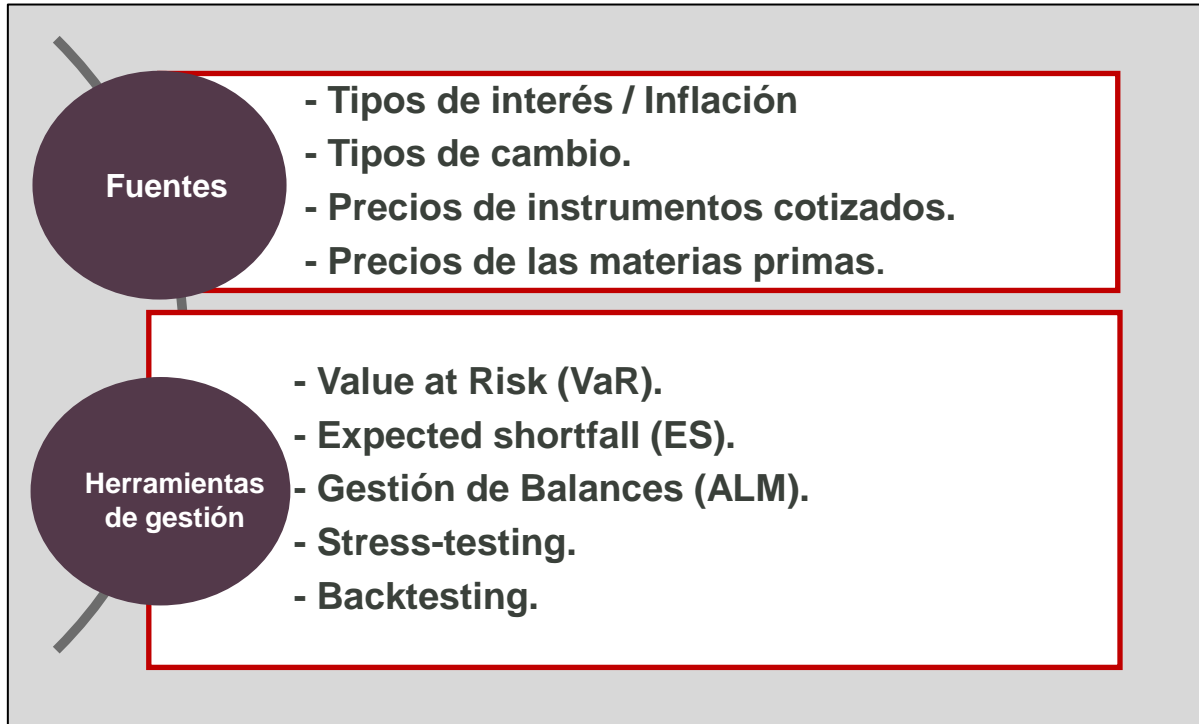 Fuentes
- Tipos de interés / Inflación
- Tipos de cambio.
- Precios de instrumentos cotizados.
- Precios de las materias primas.
Herramientas
de gestión
- Value at Risk (VaR).
- Expected shortfall (ES).
- Gestión de Balances (ALM).
- Stress-testing.
- Backtesting.